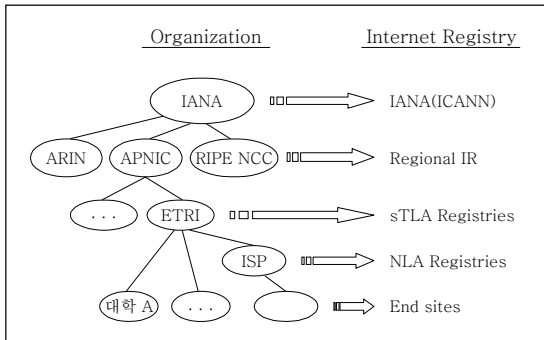 Organization Internet Registry
IANA IANA(ICANN)
ARIN APNIC RIPE NCC Regional IR
. . . ETRI sTLA Registries
ISP NLA Registries
대학 A . . . End sites